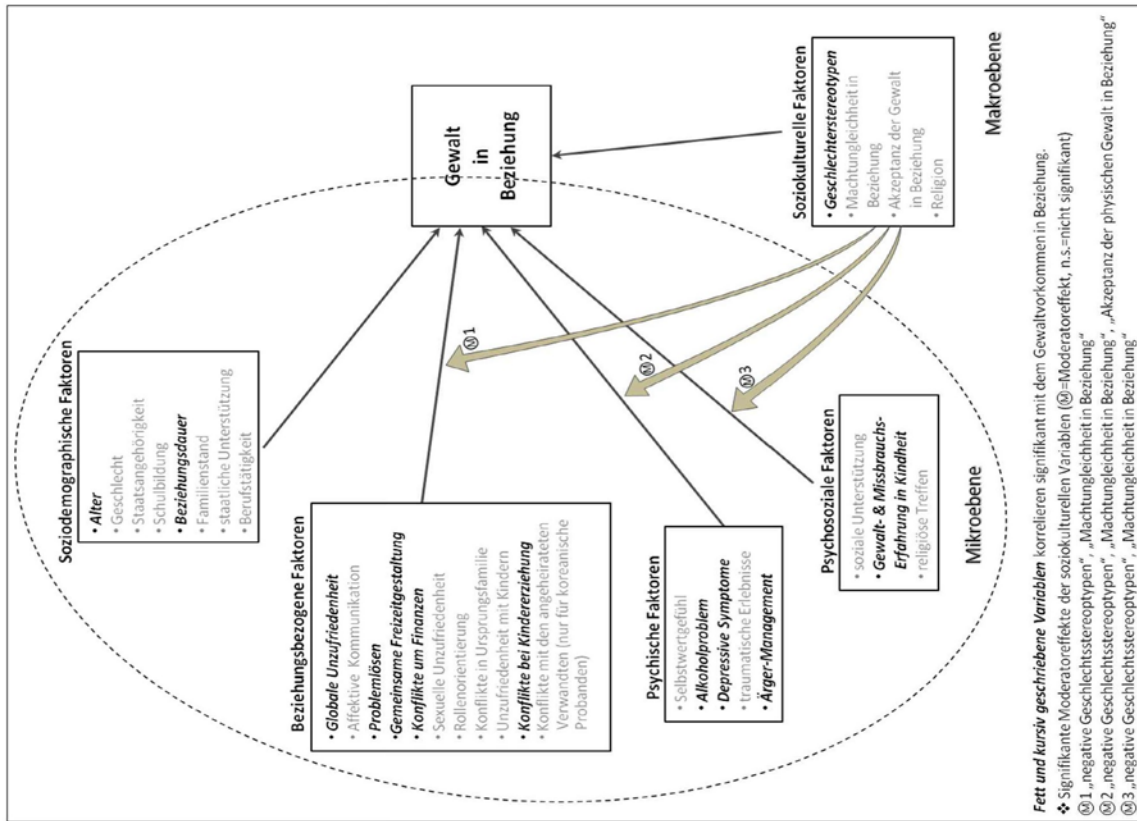 Soziodemographische Faktoren
• Alter
• Geschlecht
• Staatsangehörigkeit
• Schulbildung
• Beziehungsdauer
• Familienstand
• staatliche Unterstützung
• Berufstätigkeit
Beziehungsbezogene Faktoren
• Globale Unzufriedenheit
• Affektive Kommunikation
• Problemlösen
•Gemeinsame Freizeitgestaltung
• Konflikte um Finanzen
• Sexuelle Unzufriedenheit
• Rollenorientierung
• Konflikte in Ursprungsfamilie
• Unzufriedenheit mit Kindern
• Konflikte bei Kindererziehung
• Konflikte mit den angeheirateten
Verwandten (nur für koreanische
Probanden)
Psychische Faktoren
• Selbstwertgefühl
• Alkoholproblem
• Depressive Symptome
• traumatische Erlebnisse
• Ärger-Management
Psychosoziale Faktoren
• soziale Unterstützung
• Gewalt- & Missbrauchs-
Erfahrung in Kindheit
• religiöse Treffen
Mikroebene
Gewalt
in
Beziehung
Ⓜ1
Ⓜ2
Ⓜ3
Soziokulturelle Faktoren
• Geschlechterstereotypen
• Machtungleichheit in
Beziehung
• Akzeptanz der Gewalt
in Beziehung
• Religion
Makroebene
Fett und kursiv geschriebene Variablen korrelieren signifikant mit dem Gewaltvorkommen in Beziehung.
❖ Signifikante Moderatoreffekte der soziokulturellen Variablen (Ⓜ=Moderatoreffekt, n.s.=nicht signifikant)
Ⓜ1 „negative Geschlechtsstereoptypen“, „Machtungleichheit in Beziehung“
Ⓜ2 „negative Geschlechtsstereoptypen“, „Machtungleichheit in Beziehung“, „Akzeptanz der physischen Gewalt in Beziehung“
Ⓜ3 „negative Geschlechtsstereoptypen“, „Machtungleichheit in Beziehung“